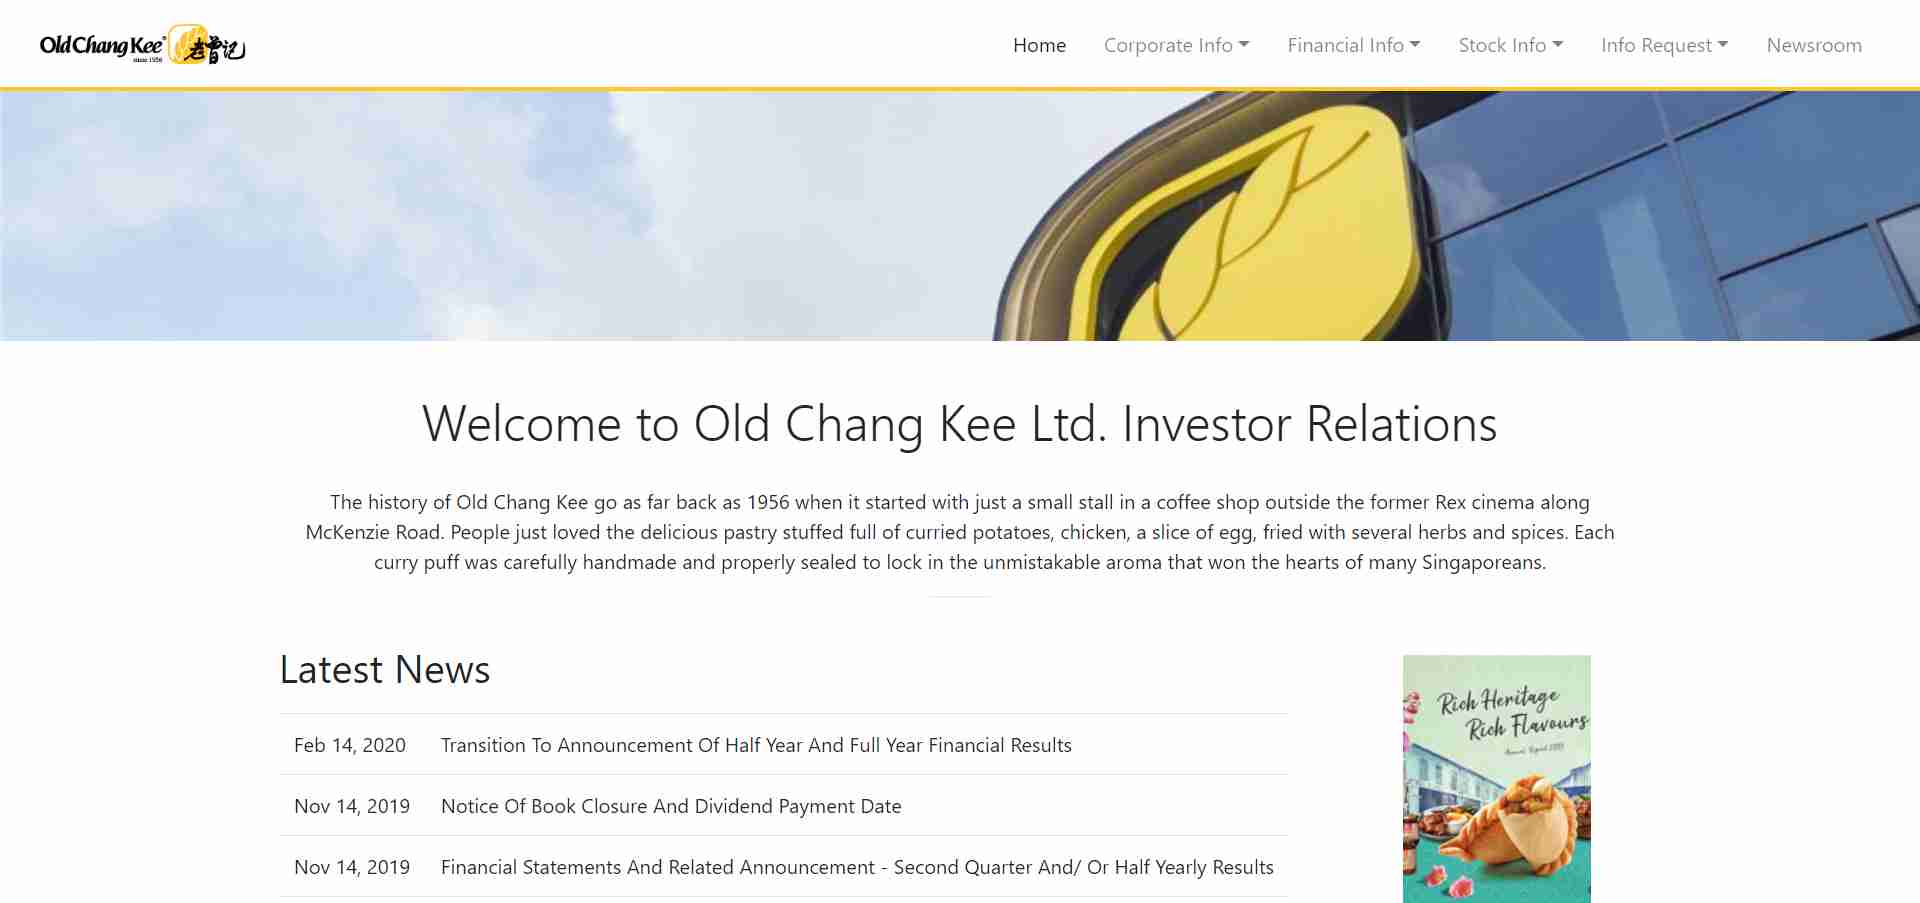 Old Chang Kee® 老曾记
since 1956
Home Corporate Info Financial Info Stock Info Info Request Newsroom
Welcome to Old Chang Kee Ltd. Investor Relations
The history of Old Chang Kee go as far back as 1956 when it started with just a small stall in a coffee shop outside the former Rex cinema along
McKenzie Road. People just loved the delicious pastry stuffed full of curried potatoes, chicken, a slice of egg, fried with several herbs and spices. Each
curry puff was carefully handmade and properly sealed to lock in the unmistakable aroma that won the hearts of many Singaporeans.
Latest News
Feb 14, 2020 Transition To Announcement Of Half Year And Full Year Financial Results
Nov 14, 2019 Notice Of Book Closure And Dividend Payment Date
Nov 14, 2019 Financial Statements And Related Announcement - Second Quarter And/ Or Half Yearly Results
Rich Heritage
Rich Flavours
Annual Report